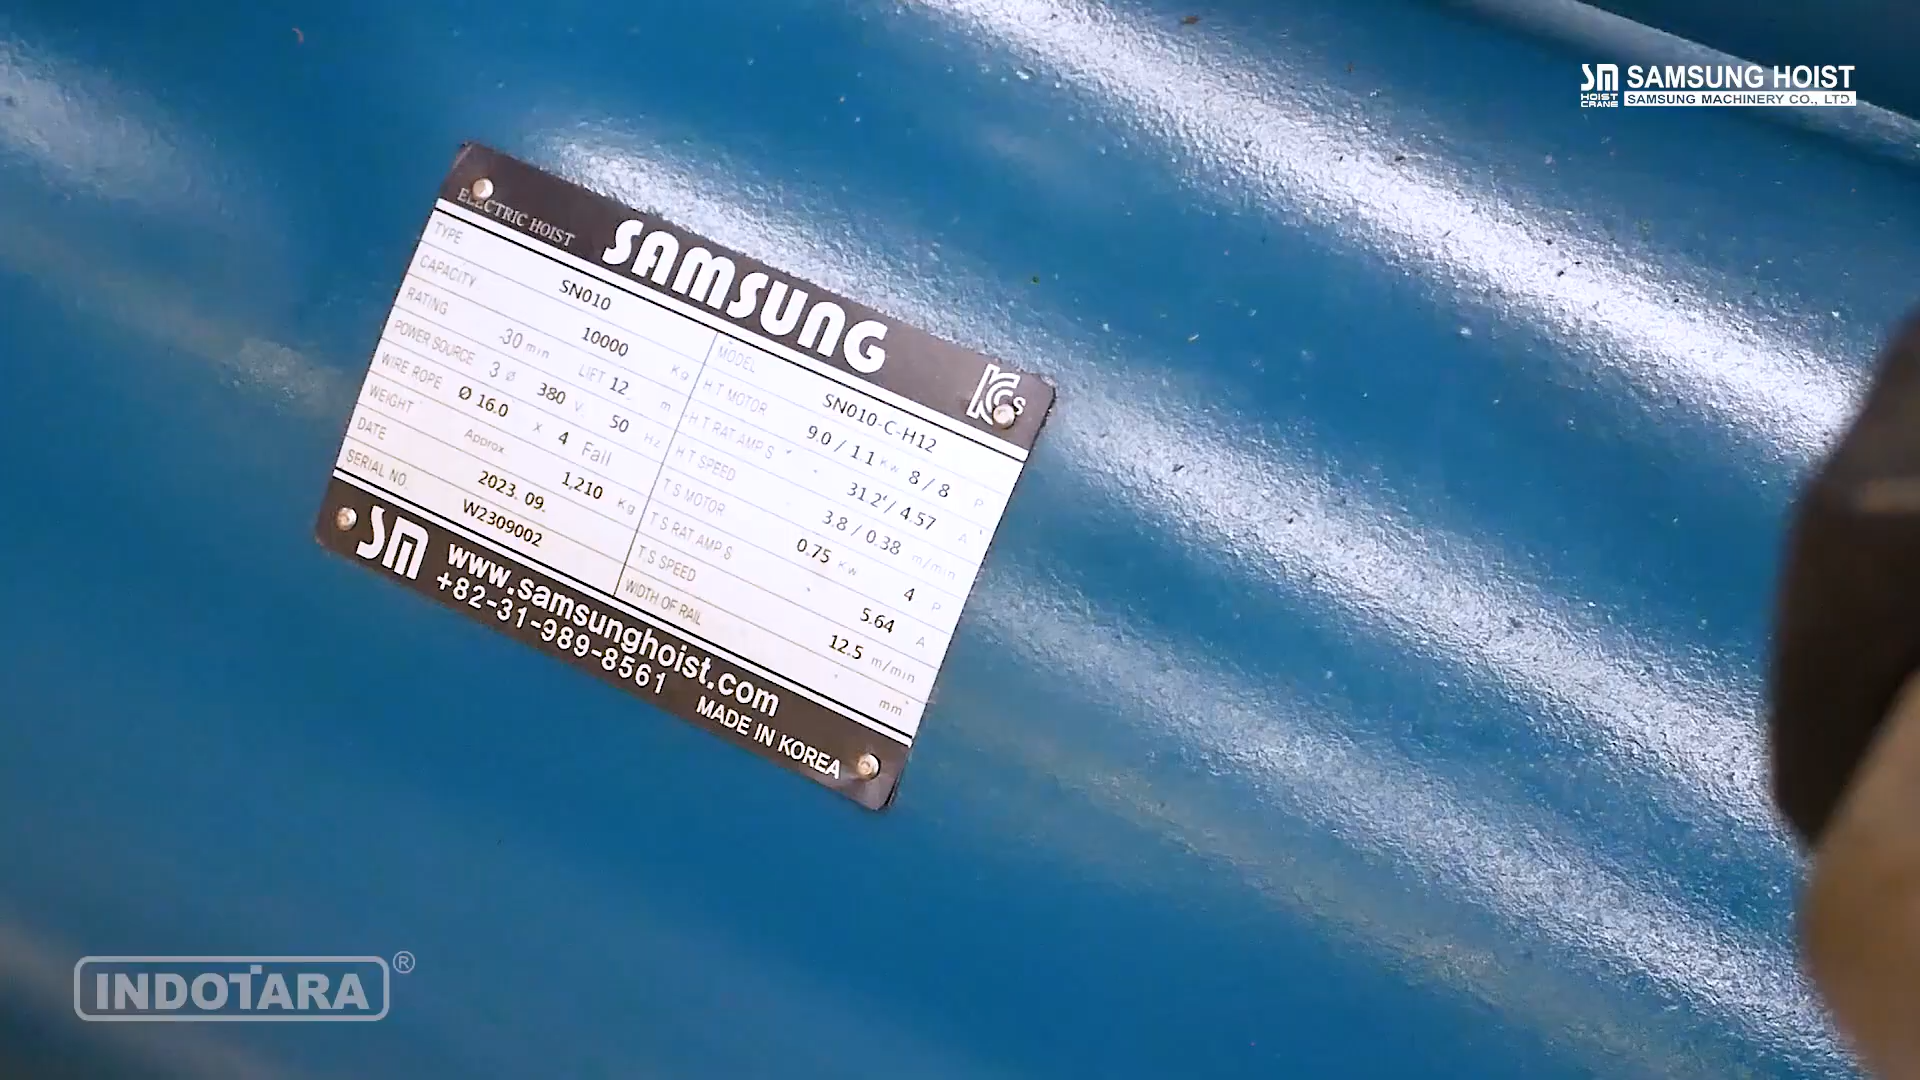 SM HOIST CRANE SAMSUNG HOIST
SAMSUNG MACHINERY CO., LTD.
ELECTRIC HOIST SAMSUNG KCs
TYPE SN010
CAPACITY 10000 Kg
RATING 30 min LIFT 12 m
POWER SOURCE 3 Ø 380 V 50 Hz
WIRE ROPE Ø 16.0 X 4 Fall
WEIGHT Approx 1,210 Kg
DATE 2023. 09.
SERIAL NO. W2309002
MODEL SN010-C-H12
H.T MOTOR 9.0 / 1.1 Kw 8 / 8 P
H.T RAT.AMP S 31.2 / 4.57 A
H.T SPEED 3.8 / 0.38 m/min
T.S MOTOR 0.75 Kw 4 P
T.S RAT.AMP S 5.64 A
T.S SPEED 12.5 m/min
WIDTH OF RAIL mm
SM www.samsunghoist.com
+82-31-989-8561 MADE IN KOREA
INDOTARA®